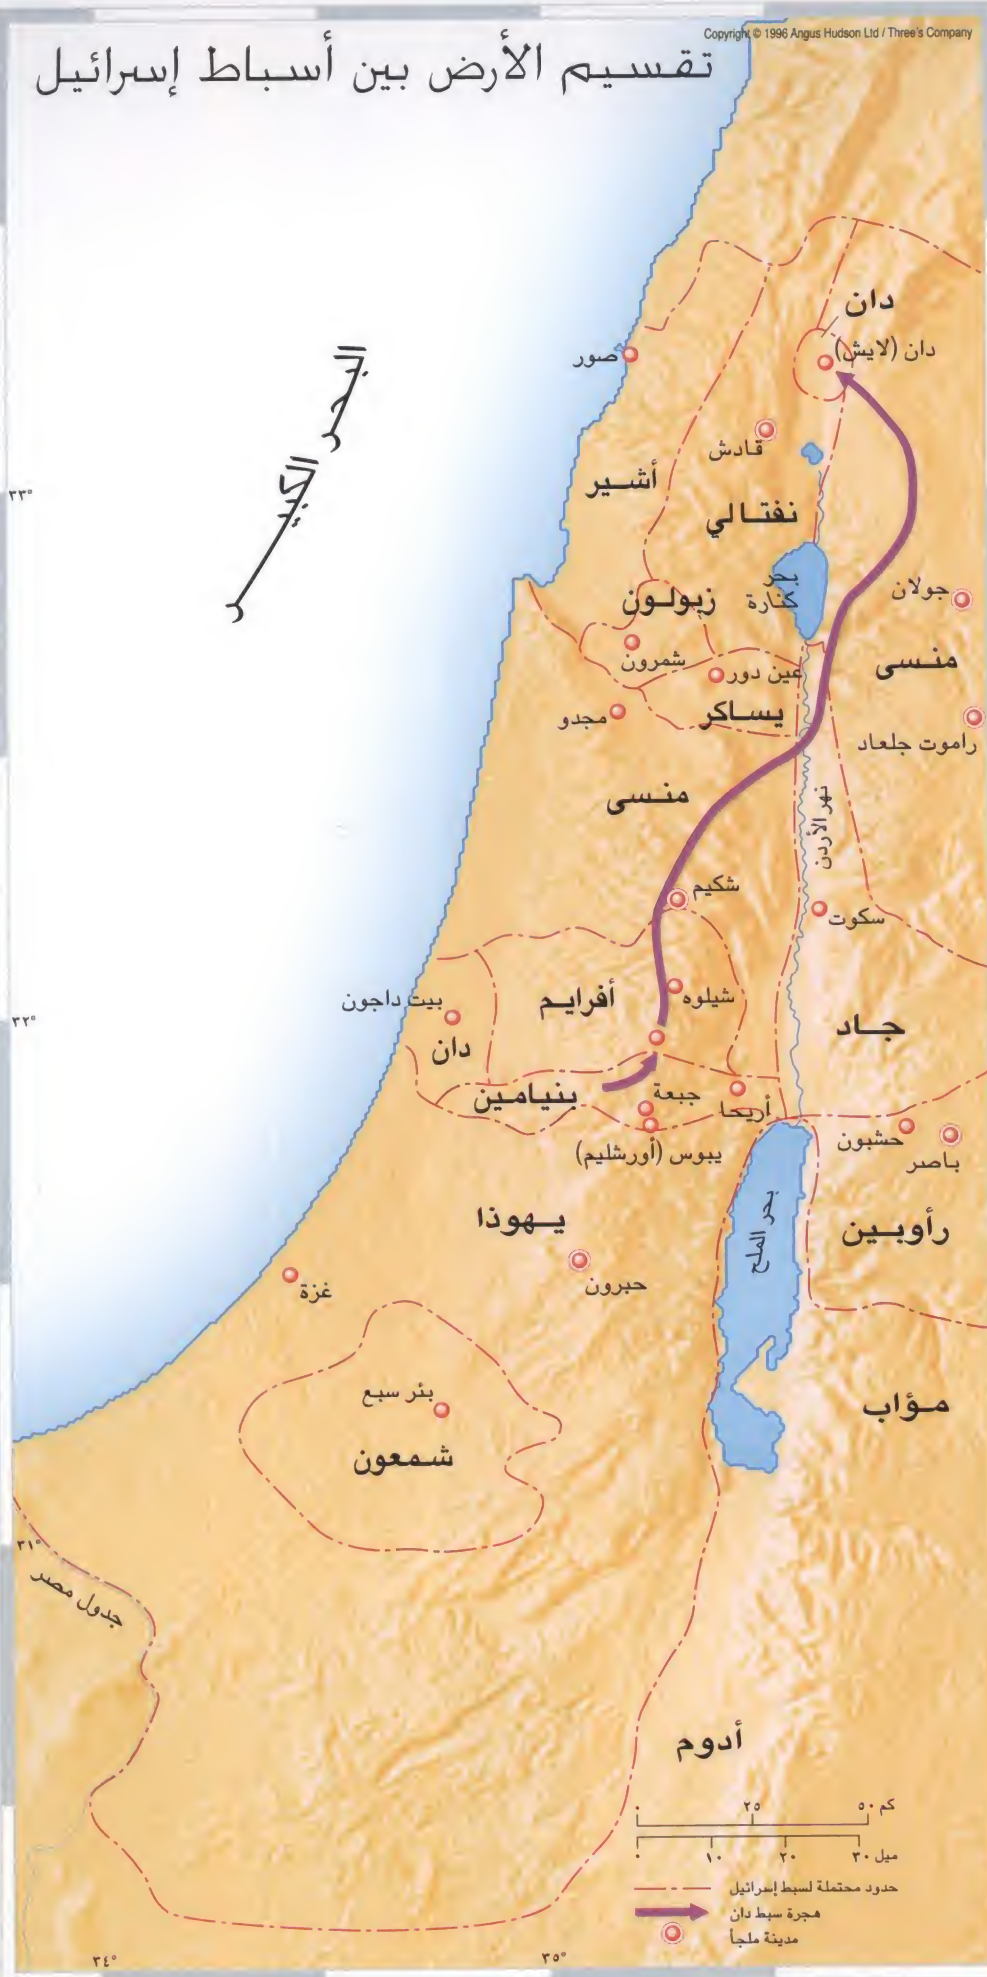 Copyright © 1996 Angus Hudson Ltd / Three's Company
تقسيم الأرض بين أسباط إسرائيل
دان
دان (لايش)
صور
البحر
الكبير
قادش
أشير
٣٣°
نفتالي
بحر
كنارة
جولان
زبولون
شمرون
منسى
عين دور
يساكر
مجدو
راموت جلعاد
منسى
نهر الأردن
شكيم
سكوت
أفرايم
شيلوه
بيت داجون
٣٢°
جاد
دان
بنيامين
جبعة
أريحا
حشبون
باصر
يبوس (أورشليم)
بحر الملح
يهوذا
رأوبين
حبرون
غزة
بئر سبع
مؤاب
شمعون
٣١°
جدول مصر
أدوم
٠ ٢٥ ٥٠ كم
٠ ١٠ ٢٠ ٣٠ ميل
حدود محتملة لسبط إسرائيل
هجرة سبط دان
مدينة ملجأ
٣٤° ٣٥°